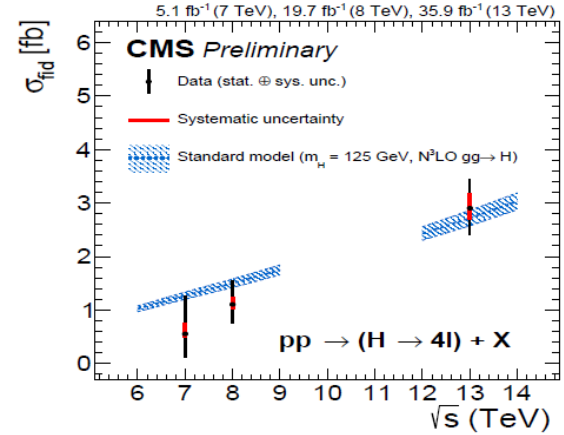 5.1 fb⁻¹ (7 TeV), 19.7 fb⁻¹ (8 TeV), 35.9 fb⁻¹ (13 TeV)
σ_fid [fb]
CMS Preliminary
Data (stat. ⊕ sys. unc.)
Systematic uncertainty
Standard model (m_H = 125 GeV, N³LO gg→ H)
6
5
4
3
2
1
0
pp → (H → 4l) + X
6 7 8 9 10 11 12 13 14
√s (TeV)